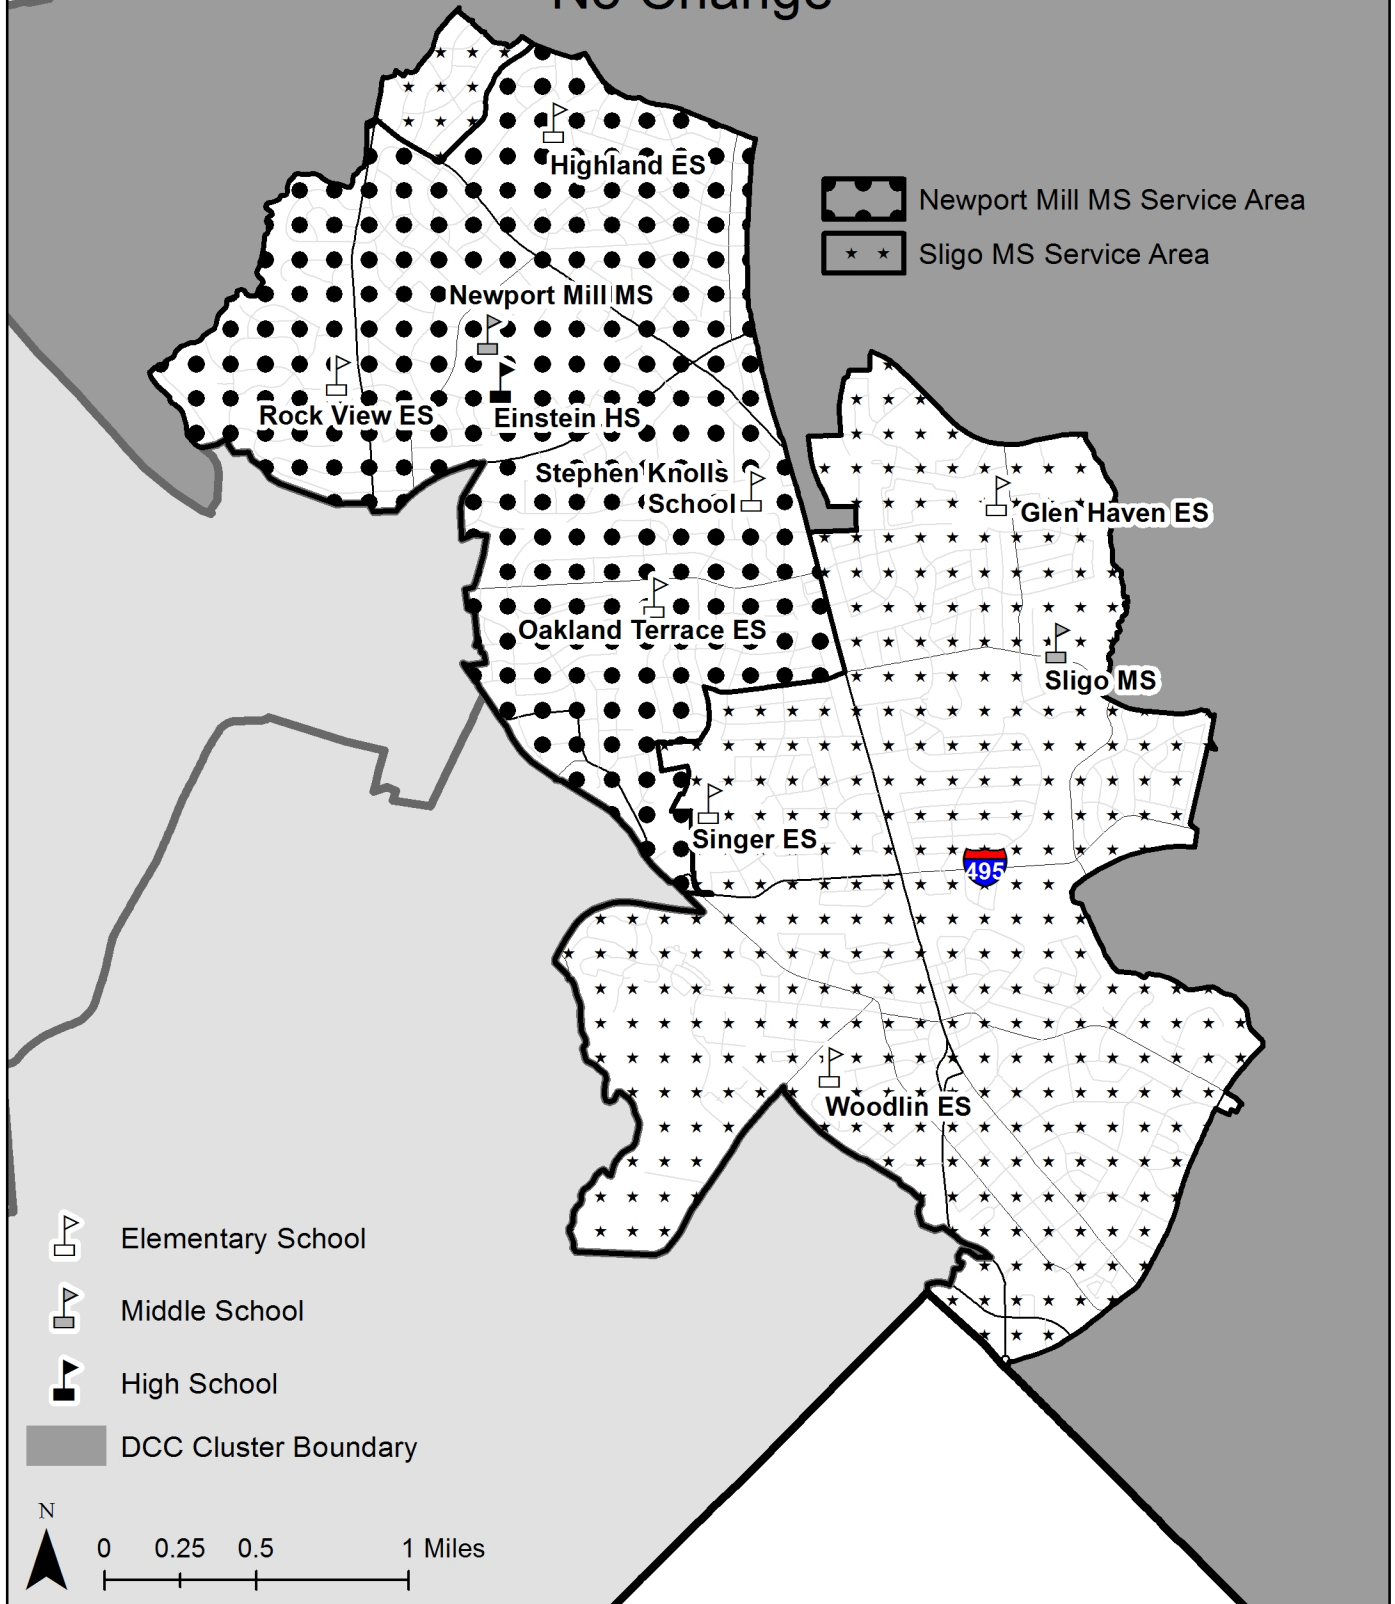 No Change
Highland ES
Newport Mill MS Service Area
Sligo MS Service Area
Newport Mill MS
Rock View ES
Einstein HS
Stephen Knolls
School
Glen Haven ES
Oakland Terrace ES
Sligo MS
Singer ES
495
Woodlin ES
Elementary School
Middle School
High School
DCC Cluster Boundary
N
0 0.25 0.5 1 Miles